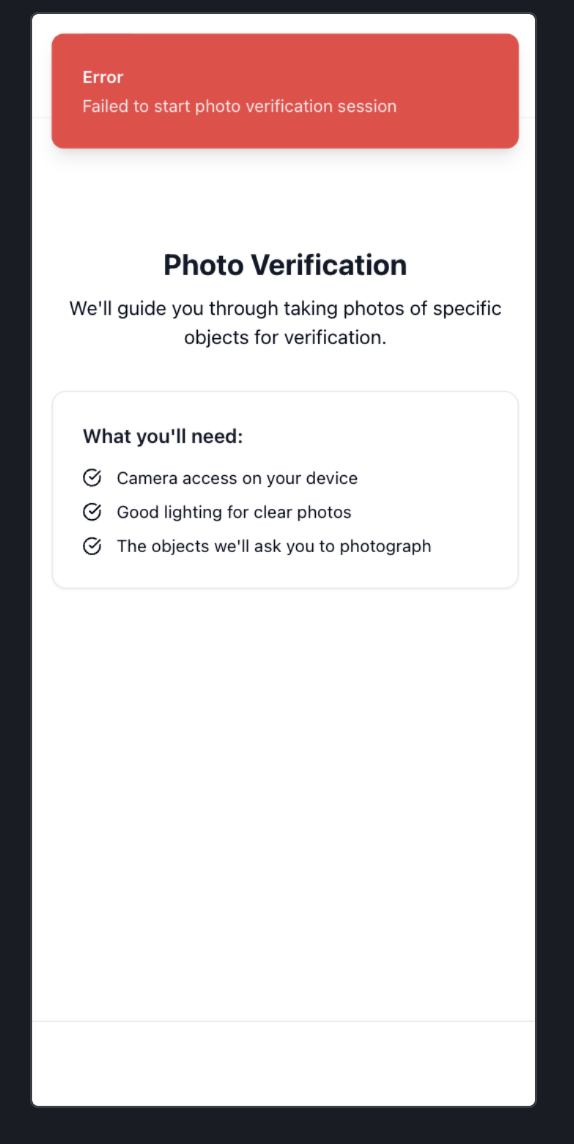 Error
Failed to start photo verification session
Photo Verification
We'll guide you through taking photos of specific
objects for verification.
What you'll need:
Camera access on your device
Good lighting for clear photos
The objects we'll ask you to photograph